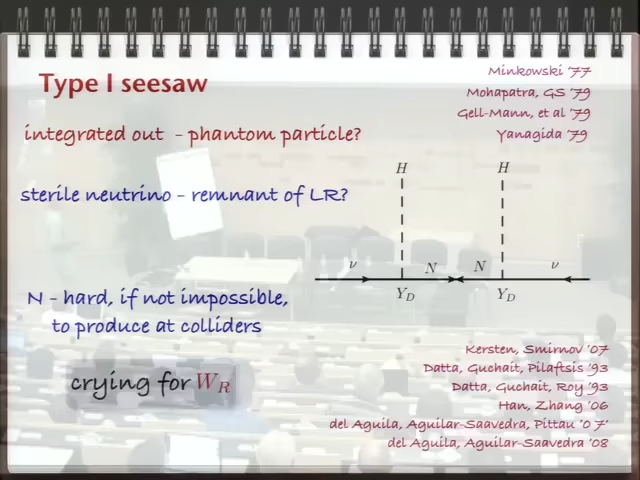 Type I seesaw
Minkowski '77
Mohapatra, GS '79
Gell-Mann, et al '79
Yanagida '79
integrated out - phantom particle?
sterile neutrino - remnant of LR?
H H
ν N N ν
Y_D Y_D
N - hard, if not impossible,
to produce at colliders
crying for W_R
Kersten, Smirnov '07
Datta, Guchait, Pilaftsis '93
Datta, Guchait, Roy '93
Han, Zhang '06
del Aguila, Aguilar-Saavedra, Pittau '0 7'
del Aguila, Aguilar-Saavedra '08